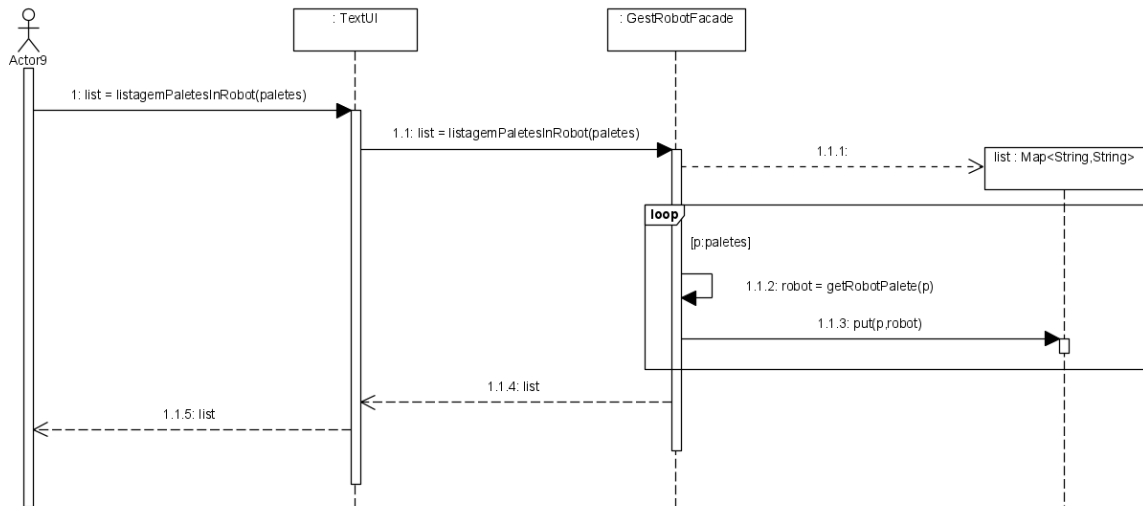 : TextUI
: GestRobotFacade
Actor9
1: list = listagemPaletesInRobot(paletes)
1.1: list = listagemPaletesInRobot(paletes)
1.1.1:
list : Map<String,String>
loop
[p:paletes]
1.1.2: robot = getRobotPalete(p)
1.1.3: put(p,robot)
1.1.4: list
1.1.5: list